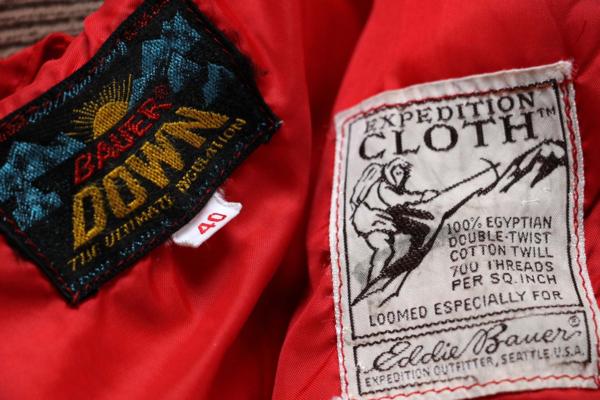 BAUER®
DOWN
THE ULTIMATE INSULATION
40
EXPEDITION
CLOTH™
100% EGYPTIAN
DOUBLE-TWIST
COTTON TWILL
700 THREADS
PER SQ. INCH
LOOMED ESPECIALLY FOR
Eddie Bauer®
EXPEDITION OUTFITTER, SEATTLE U.S.A.